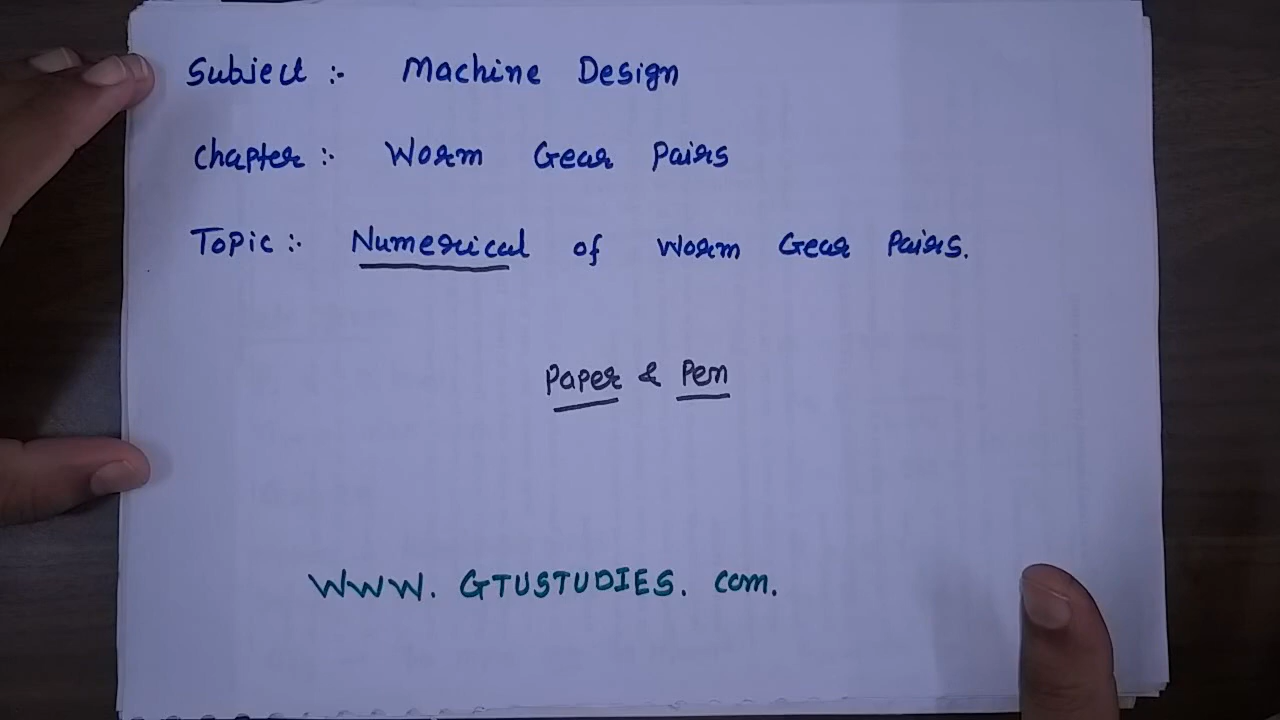 Subject :- Machine Design
Chapter :- Worm Gear Pairs
Topic :- Numerical of Worm Gear Pairs.
Paper & Pen
WWW. GTUSTUDIES. com.